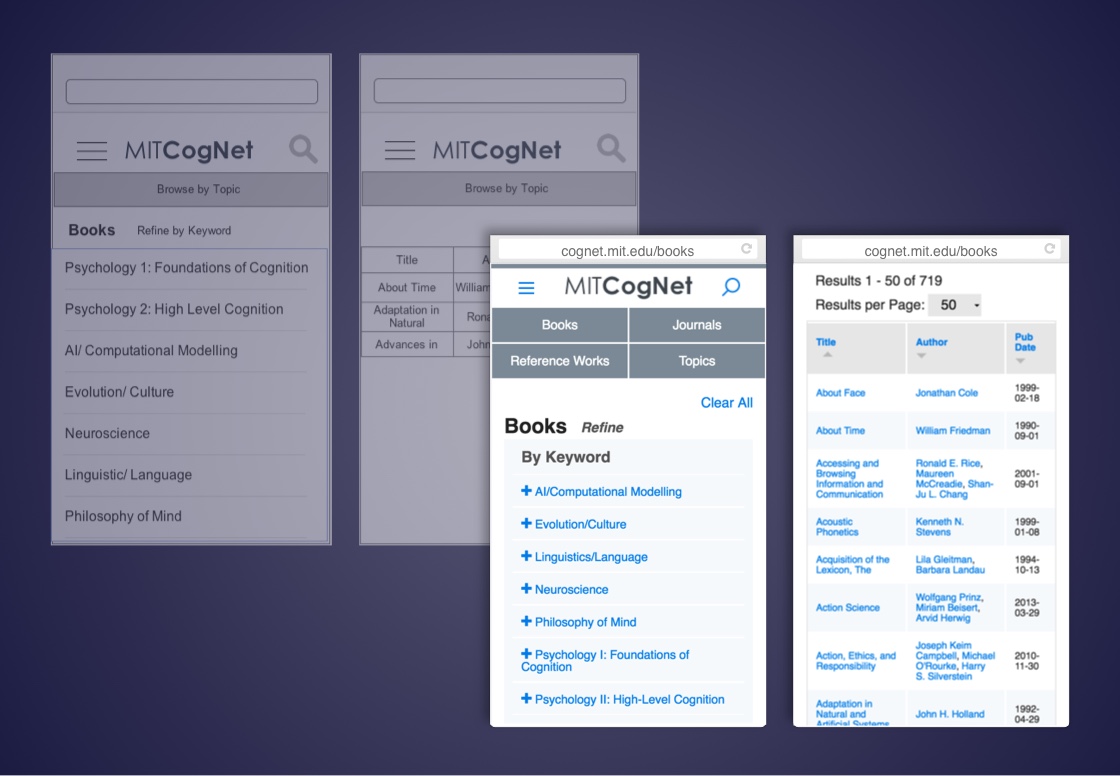 MITCogNet
Browse by Topic
Books Refine by Keyword
Psychology 1: Foundations of Cognition
Psychology 2: High Level Cognition
AI/ Computational Modelling
Evolution/ Culture
Neuroscience
Linguistic/ Language
Philosophy of Mind
MITCogNet
Browse by Topic
Title A
About Time William
Adaptation in
Natural
Advances in John
cognet.mit.edu/books
MITCogNet
Books Journals
Reference Works Topics
Clear All
Books Refine
By Keyword
+ AI/Computational Modelling
+ Evolution/Culture
+ Linguistics/Language
+ Neuroscience
+ Philosophy of Mind
+ Psychology I: Foundations of
Cognition
+ Psychology II: High-Level Cognition
cognet.mit.edu/books
Results 1 - 50 of 719
Results per Page: 50
Title Author Pub
Date
About Face Jonathan Cole 1999-
02-18
About Time William Friedman 1990-
09-01
Accessing and
Browsing
Information and
Communication
Ronald E. Rice,
Maureen
McCreadie, Shan-
Ju L. Chang
2001-
09-01
Acoustic
Phonetics
Kenneth N.
Stevens
1999-
01-08
Acquisition of the
Lexicon, The
Lila Gleitman,
Barbara Landau
1994-
10-13
Action Science
Wolfgang Prinz,
Miriam Beisert,
Arvid Herwig
2013-
03-29
Action, Ethics, and
Responsibility
Joseph Keim
Campbell, Michael
O'Rourke, Harry
S. Silverstein
2010-
11-30
Adaptation in
Natural and
Artificial Systems
John H. Holland
1992-
04-29